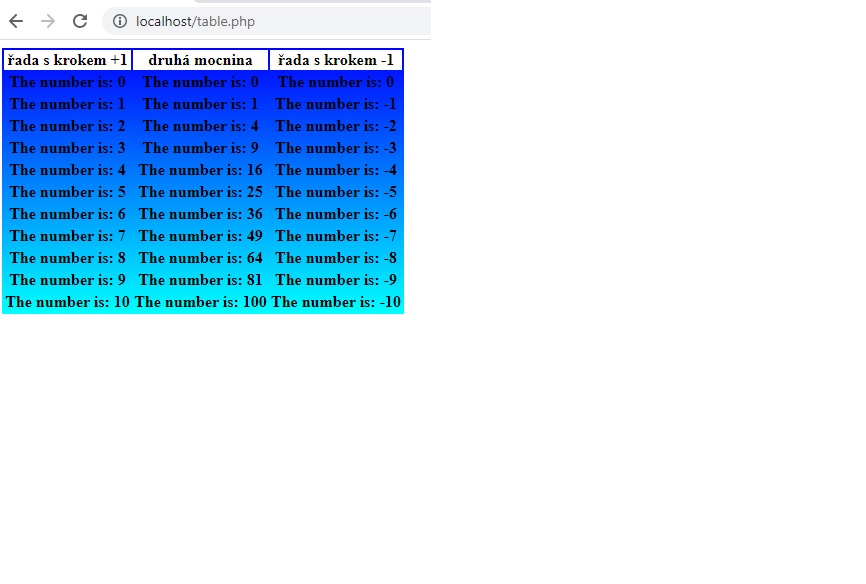 localhost/table.php
řada s krokem +1 druhá mocnina řada s krokem -1
The number is: 0 The number is: 0 The number is: 0
The number is: 1 The number is: 1 The number is: -1
The number is: 2 The number is: 4 The number is: -2
The number is: 3 The number is: 9 The number is: -3
The number is: 4 The number is: 16 The number is: -4
The number is: 5 The number is: 25 The number is: -5
The number is: 6 The number is: 36 The number is: -6
The number is: 7 The number is: 49 The number is: -7
The number is: 8 The number is: 64 The number is: -8
The number is: 9 The number is: 81 The number is: -9
The number is: 10 The number is: 100 The number is: -10